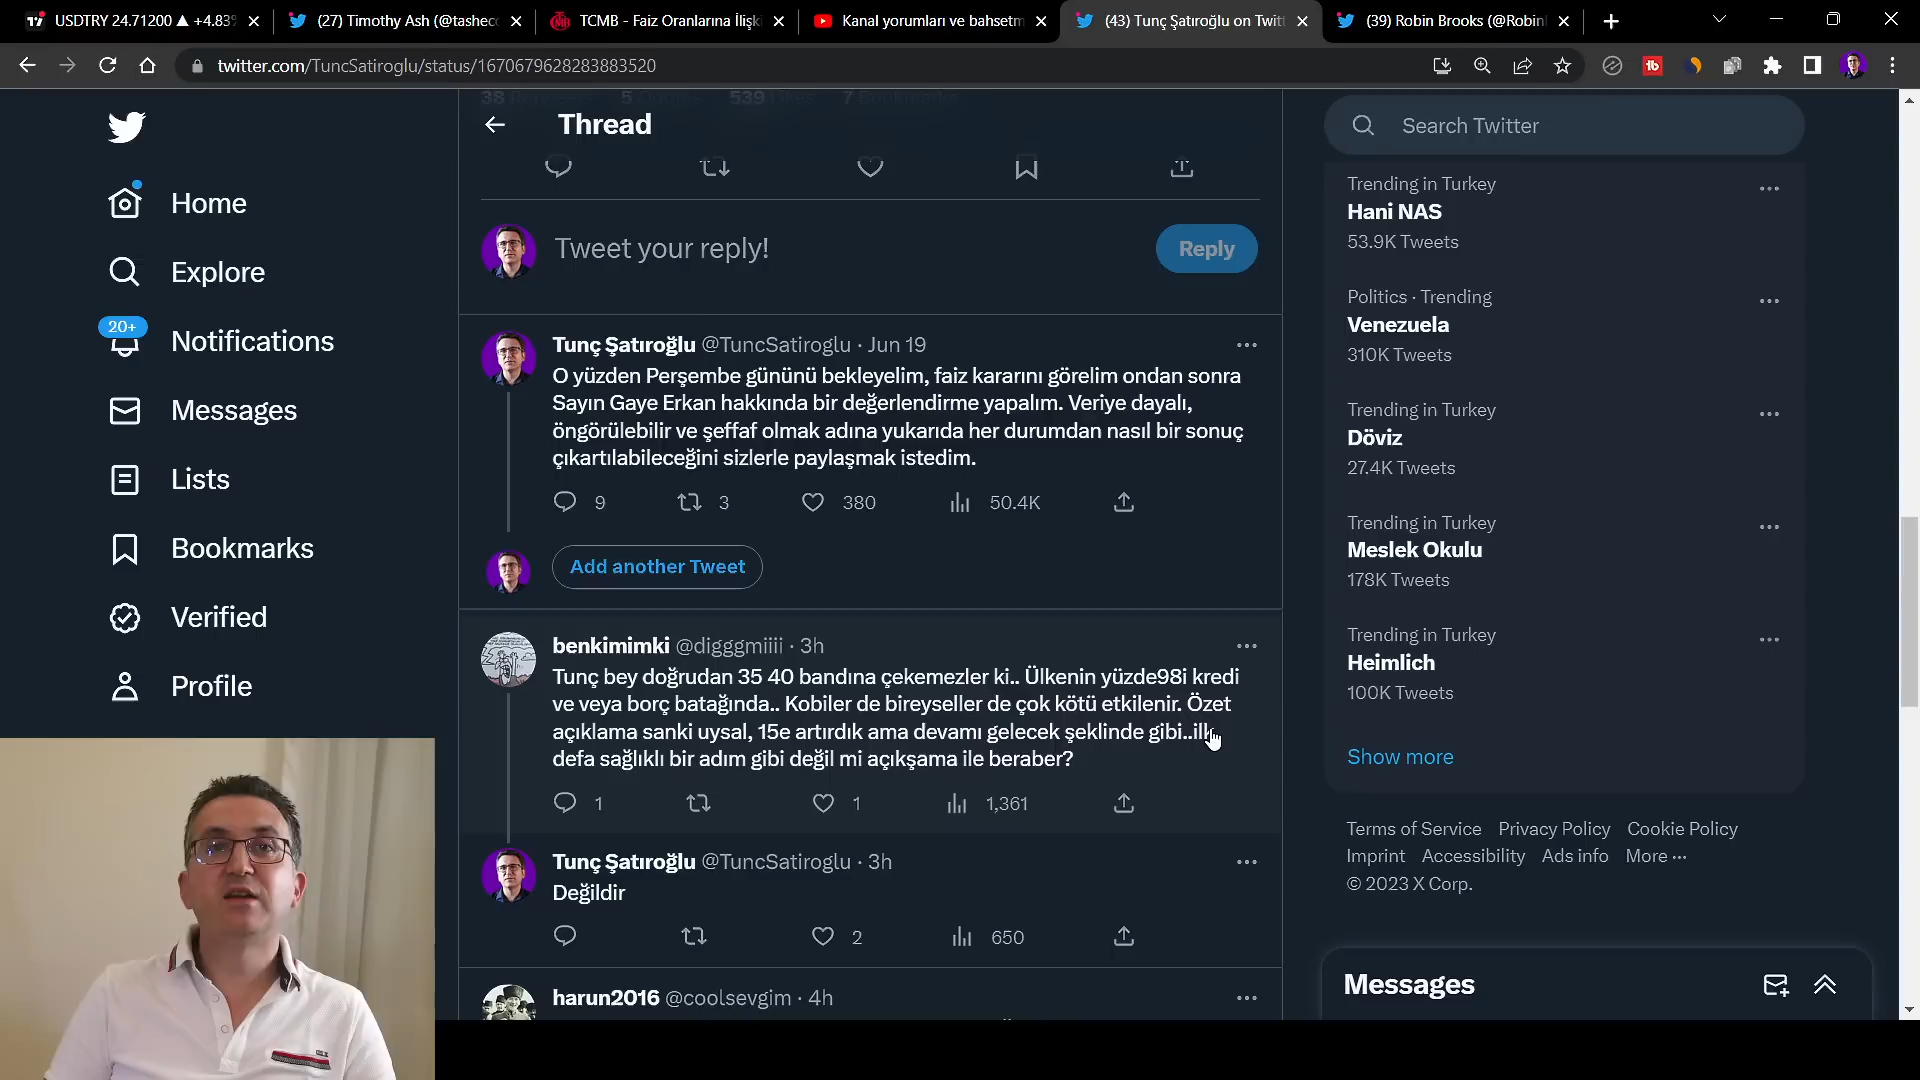 USDTRY 24.71200 ▲ +4.83%
(27) Timothy Ash (@tashecc
TCMB - Faiz Oranlarına İlişki
Kanal yorumları ve bahsetm
(43) Tunç Şatıroğlu on Twitt
(39) Robin Brooks (@Robin
twitter.com/TuncSatiroglu/status/1670679628283883520
Thread
Search Twitter
Home
Explore
20+
Notifications
Messages
Lists
Bookmarks
Verified
Profile
Tweet your reply!
Reply
Tunç Şatıroğlu @TuncSatiroglu · Jun 19
O yüzden Perşembe gününü bekleyelim, faiz kararını görelim ondan sonra
Sayın Gaye Erkan hakkında bir değerlendirme yapalım. Veriye dayalı,
öngörülebilir ve şeffaf olmak adına yukarıda her durumdan nasıl bir sonuç
çıkartılabileceğini sizlerle paylaşmak istedim.
9 3 380 50.4K
Add another Tweet
benkimimki @digggmiiii · 3h
Tunç bey doğrudan 35 40 bandına çekemezler ki.. Ülkenin yüzde98i kredi
ve veya borç batağında.. Kobiler de bireyseller de çok kötü etkilenir. Özet
açıklama sanki uysal, 15e artırdık ama devamı gelecek şeklinde gibi..ilk
defa sağlıklı bir adım gibi değil mi açıkşama ile beraber?
1 1 1,361
Tunç Şatıroğlu @TuncSatiroglu · 3h
Değildir
2 650
harun2016 @coolsevgim · 4h
Trending in Turkey
Hani NAS
53.9K Tweets
Politics · Trending
Venezuela
310K Tweets
Trending in Turkey
Döviz
27.4K Tweets
Trending in Turkey
Meslek Okulu
178K Tweets
Trending in Turkey
Heimlich
100K Tweets
Show more
Terms of Service Privacy Policy Cookie Policy
Imprint Accessibility Ads info More ···
© 2023 X Corp.
Messages